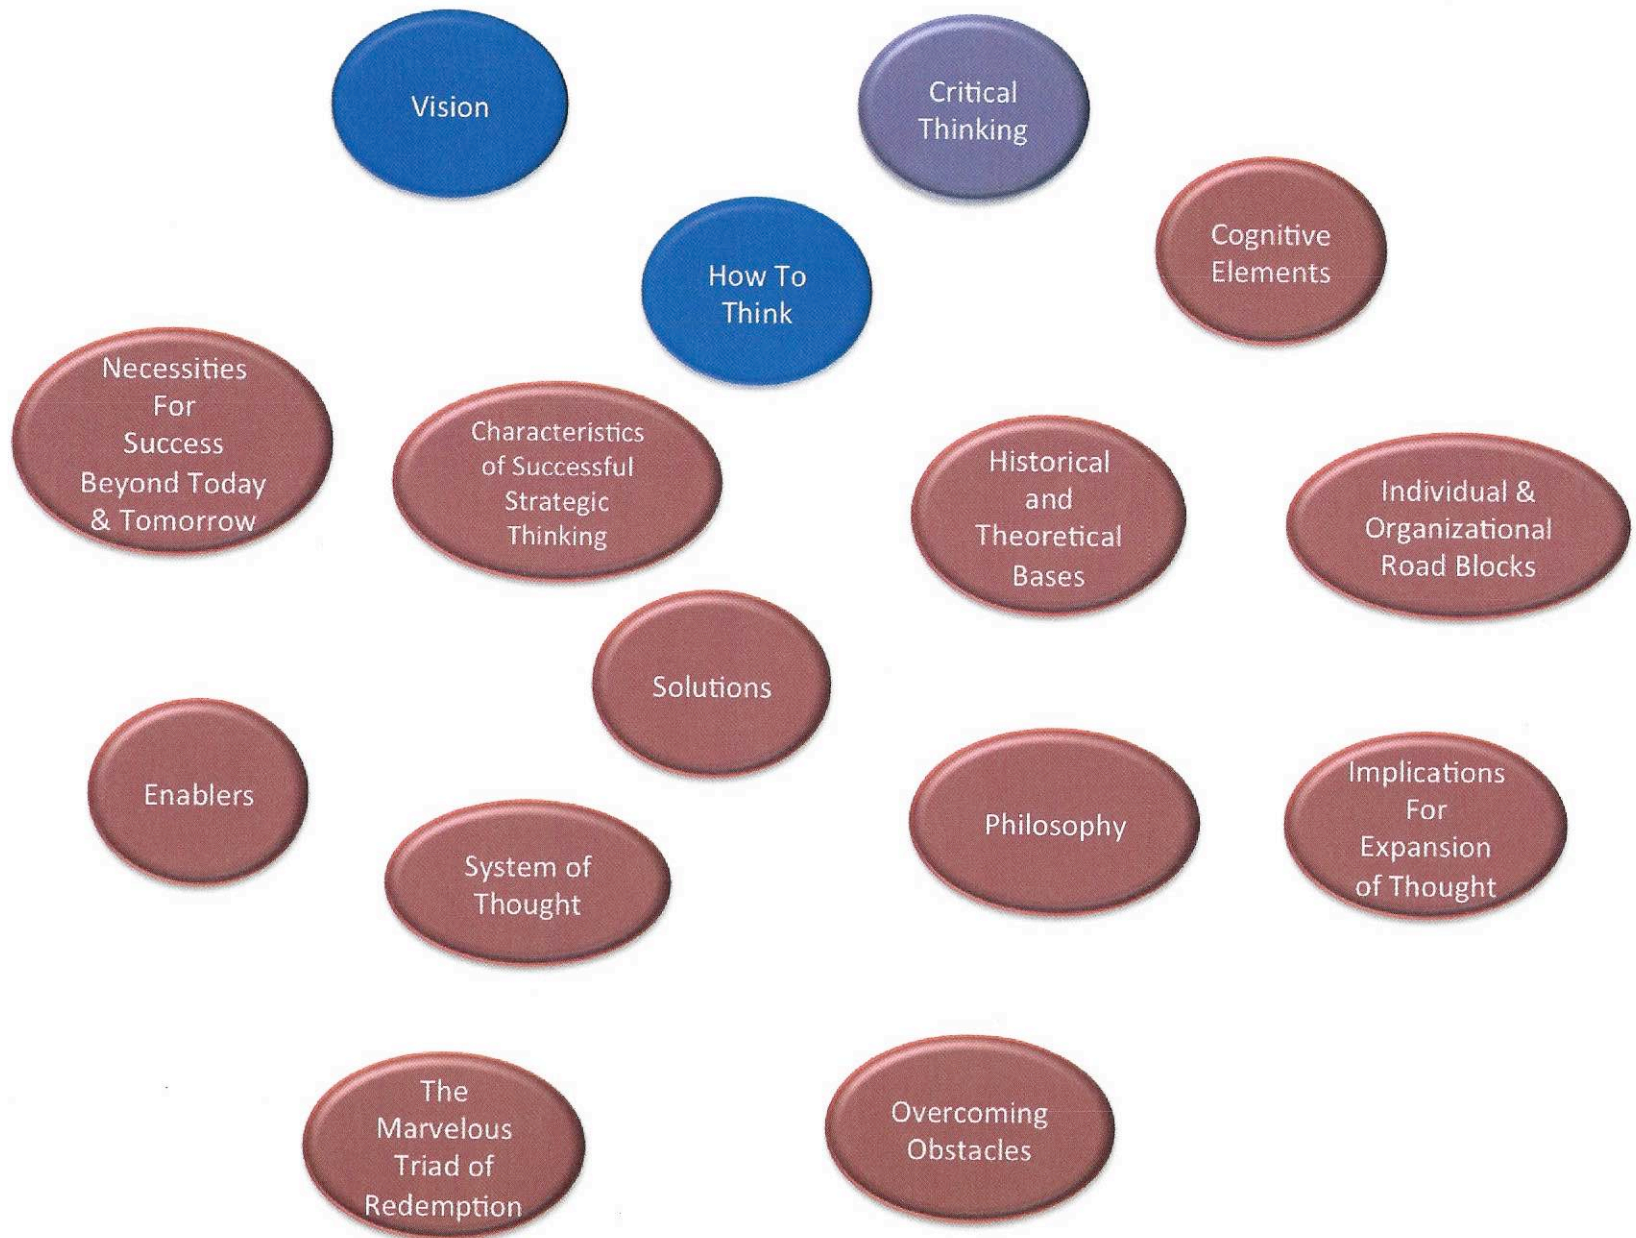 Vision
Critical
Thinking
How To
Think
Cognitive
Elements
Necessities
For
Success
Beyond Today
& Tomorrow
Characteristics
of Successful
Strategic
Thinking
Historical
and
Theoretical
Bases
Individual &
Organizational
Road Blocks
Solutions
Enablers
System of
Thought
Philosophy
Implications
For
Expansion
of Thought
The
Marvelous
Triad of
Redemption
Overcoming
Obstacles